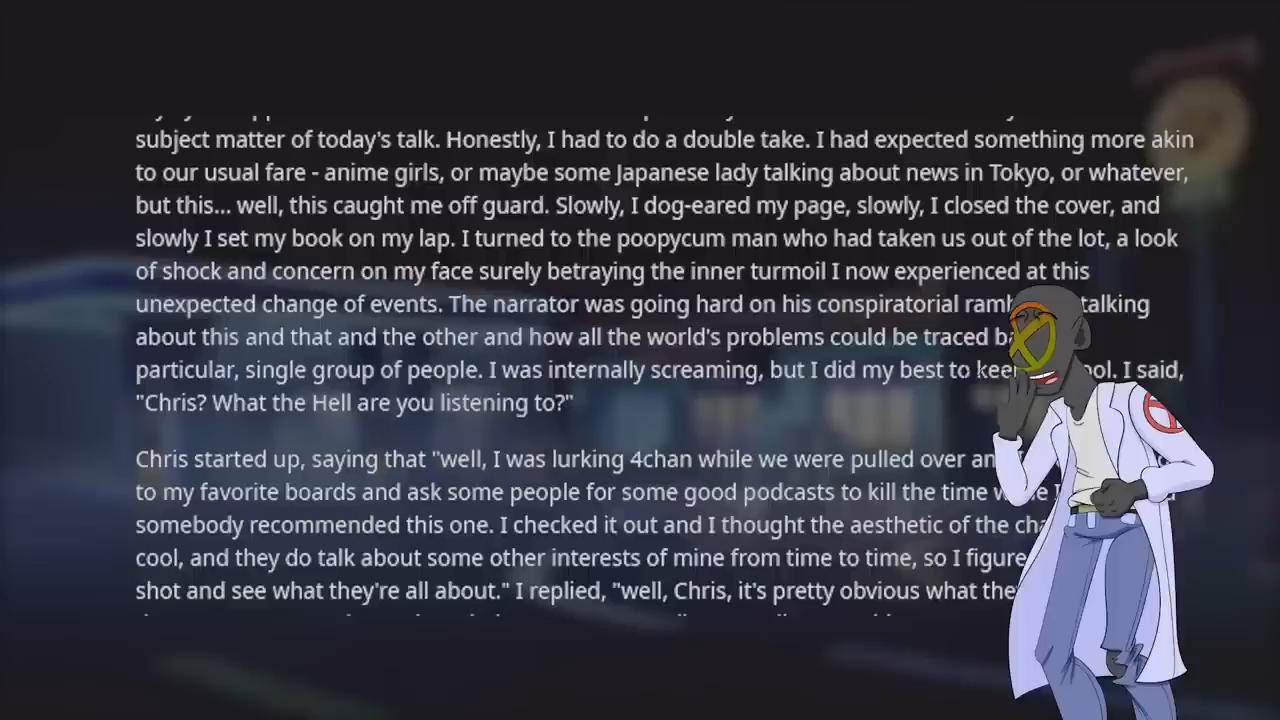 subject matter of today's talk. Honestly, I had to do a double take. I had expected something more akin
to our usual fare - anime girls, or maybe some Japanese lady talking about news in Tokyo, or whatever,
but this... well, this caught me off guard. Slowly, I dog-eared my page, slowly, I closed the cover, and
slowly I set my book on my lap. I turned to the poopycum man who had taken us out of the lot, a look
of shock and concern on my face surely betraying the inner turmoil I now experienced at this
unexpected change of events. The narrator was going hard on his conspiratorial talking
about this and that and the other and how all the world's problems could be traced
particular, single group of people. I was internally screaming, but I did my best to I said,
"Chris? What the Hell are you listening to?"
Chris started up, saying that "well, I was lurking 4chan while we were pulled over
to my favorite boards and ask some people for some good podcasts to kill the time
somebody recommended this one. I checked it out and I thought the aesthetic of the
cool, and they do talk about some other interests of mine from time to time, so I
shot and see what they're all about." I replied, "well, Chris, it's pretty obvious what